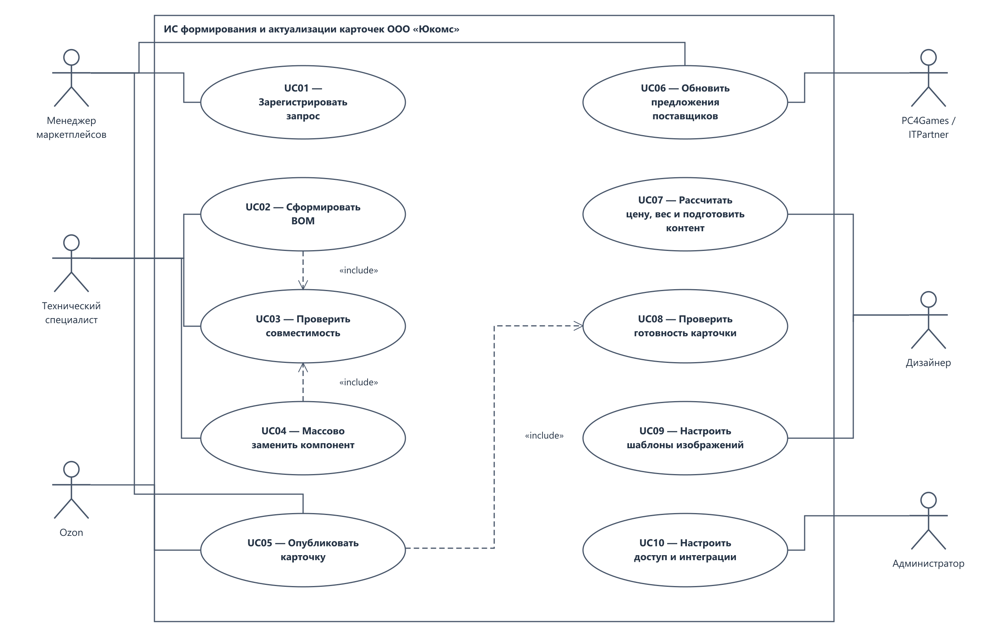 ИС формирования и актуализации карточек ООО «Юкомс»
Менеджер
маркетплейсов
UC01 —
Зарегистрировать
запрос
UC06 — Обновить
предложения
поставщиков
PC4Games /
ITPartner
UC02 — Сформировать
BOM
UC07 — Рассчитать
цену, вес и подготовить
контент
«include»
Технический
специалист
UC03 — Проверить
совместимость
UC08 — Проверить
готовность карточки
Дизайнер
«include»
UC04 — Массово
заменить компонент
«include»
UC09 — Настроить
шаблоны изображений
Ozon
UC05 — Опубликовать
карточку
UC10 — Настроить
доступ и интеграции
Администратор